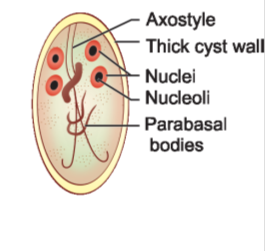 Axostyle
Thick cyst wall
Nuclei
Nucleoli
Parabasal
bodies